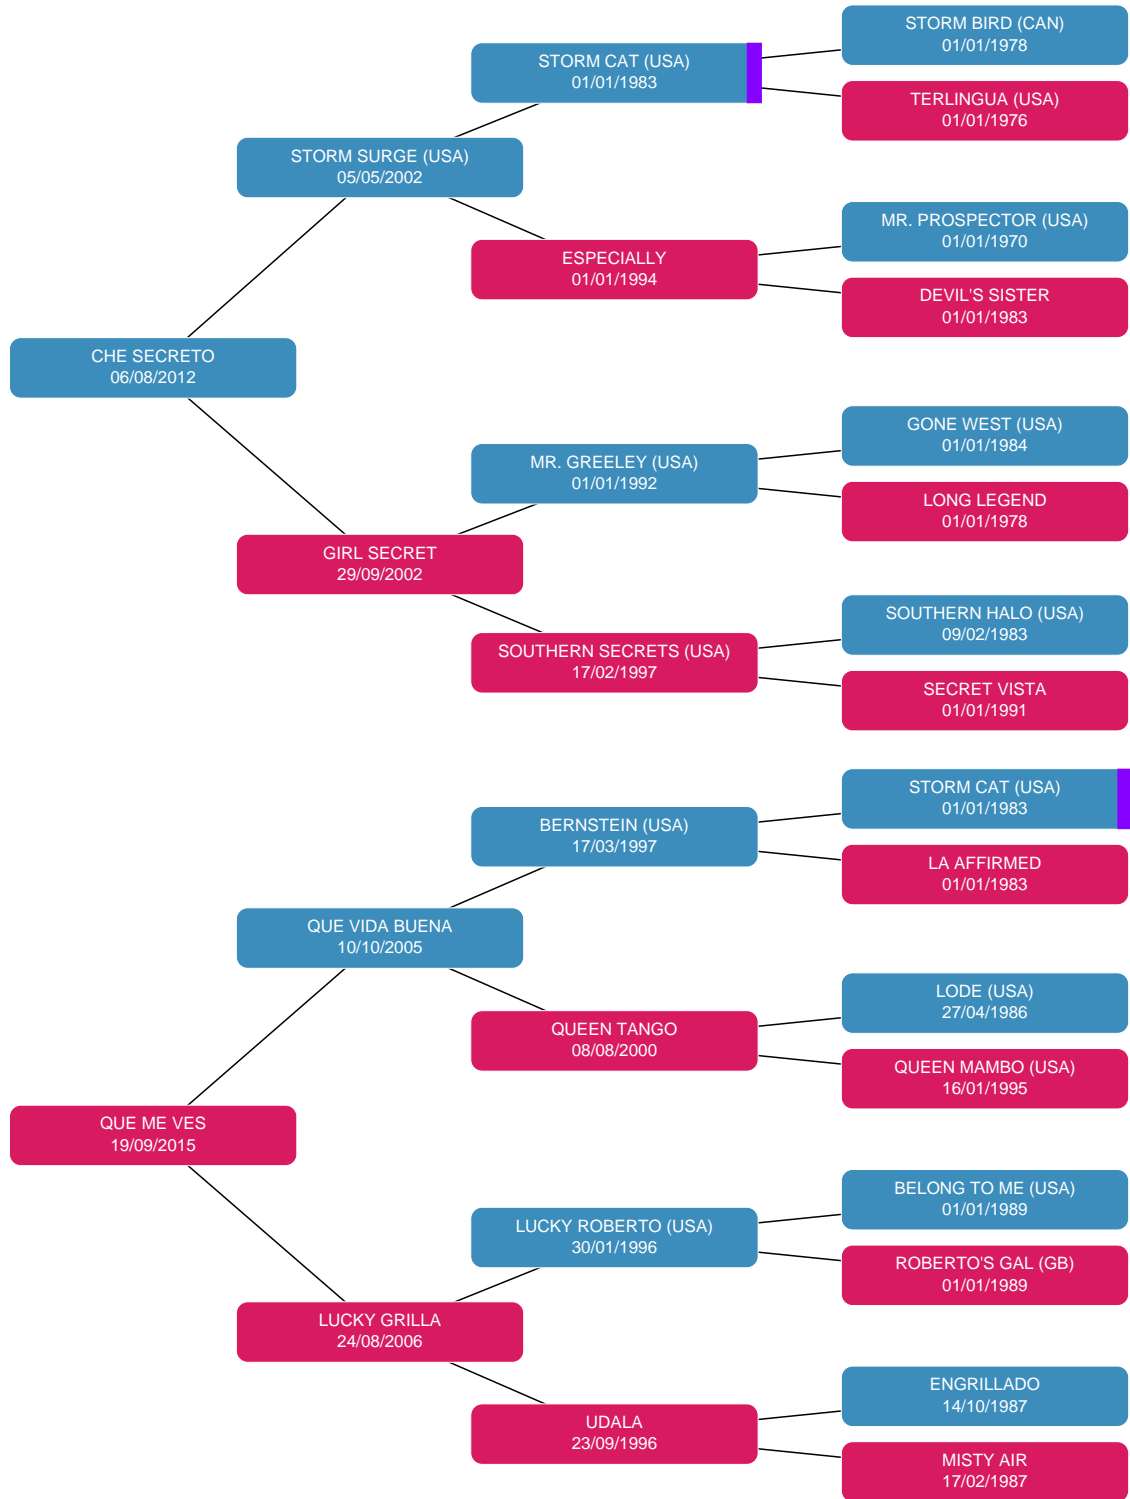 STORM BIRD (CAN)
01/01/1978
STORM CAT (USA)
01/01/1983
TERLINGUA (USA)
01/01/1976
STORM SURGE (USA)
05/05/2002
MR. PROSPECTOR (USA)
01/01/1970
ESPECIALLY
01/01/1994
DEVIL'S SISTER
01/01/1983
CHE SECRETO
06/08/2012
GONE WEST (USA)
01/01/1984
MR. GREELEY (USA)
01/01/1992
LONG LEGEND
01/01/1978
GIRL SECRET
29/09/2002
SOUTHERN HALO (USA)
09/02/1983
SOUTHERN SECRETS (USA)
17/02/1997
SECRET VISTA
01/01/1991
STORM CAT (USA)
01/01/1983
BERNSTEIN (USA)
17/03/1997
LA AFFIRMED
01/01/1983
QUE VIDA BUENA
10/10/2005
LODE (USA)
27/04/1986
QUEEN TANGO
08/08/2000
QUEEN MAMBO (USA)
16/01/1995
QUE ME VES
19/09/2015
BELONG TO ME (USA)
01/01/1989
LUCKY ROBERTO (USA)
30/01/1996
ROBERTO'S GAL (GB)
01/01/1989
LUCKY GRILLA
24/08/2006
ENGRILLADO
14/10/1987
UDALA
23/09/1996
MISTY AIR
17/02/1987